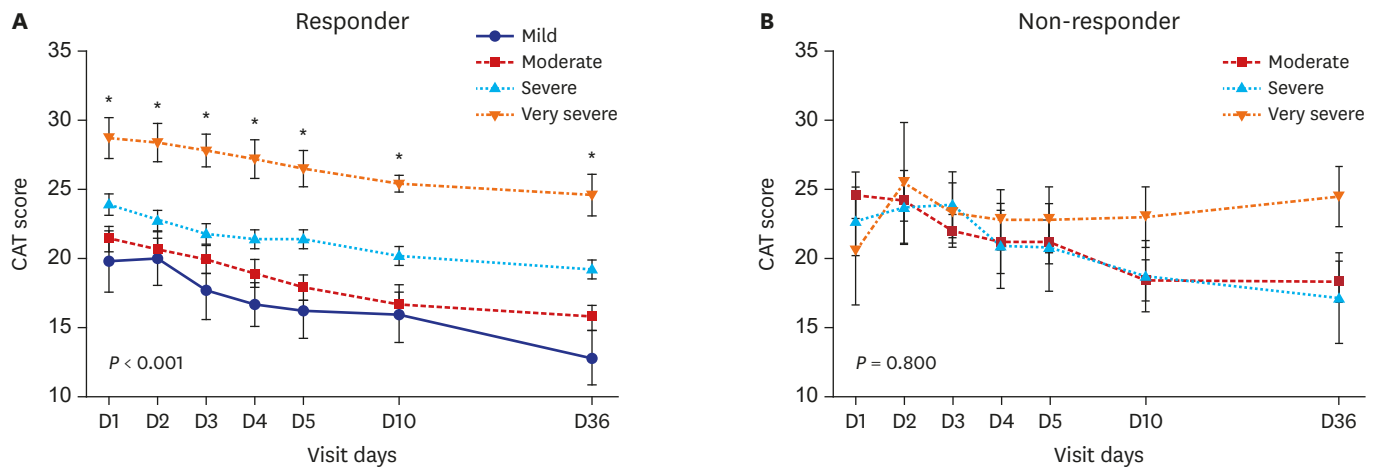 A
Responder
Mild
Moderate
Severe
Very severe
CAT score
35
30
25
20
15
10
* * * * * * *
P < 0.001
D1 D2 D3 D4 D5 D10 D36
Visit days
B
Non-responder
Moderate
Severe
Very severe
CAT score
35
30
25
20
15
10
P = 0.800
D1 D2 D3 D4 D5 D10 D36
Visit days